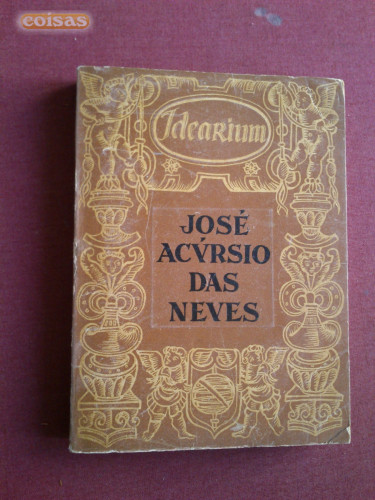 coisas
Idearium
JOSÉ
ACVRSIO
DAS
NEVES